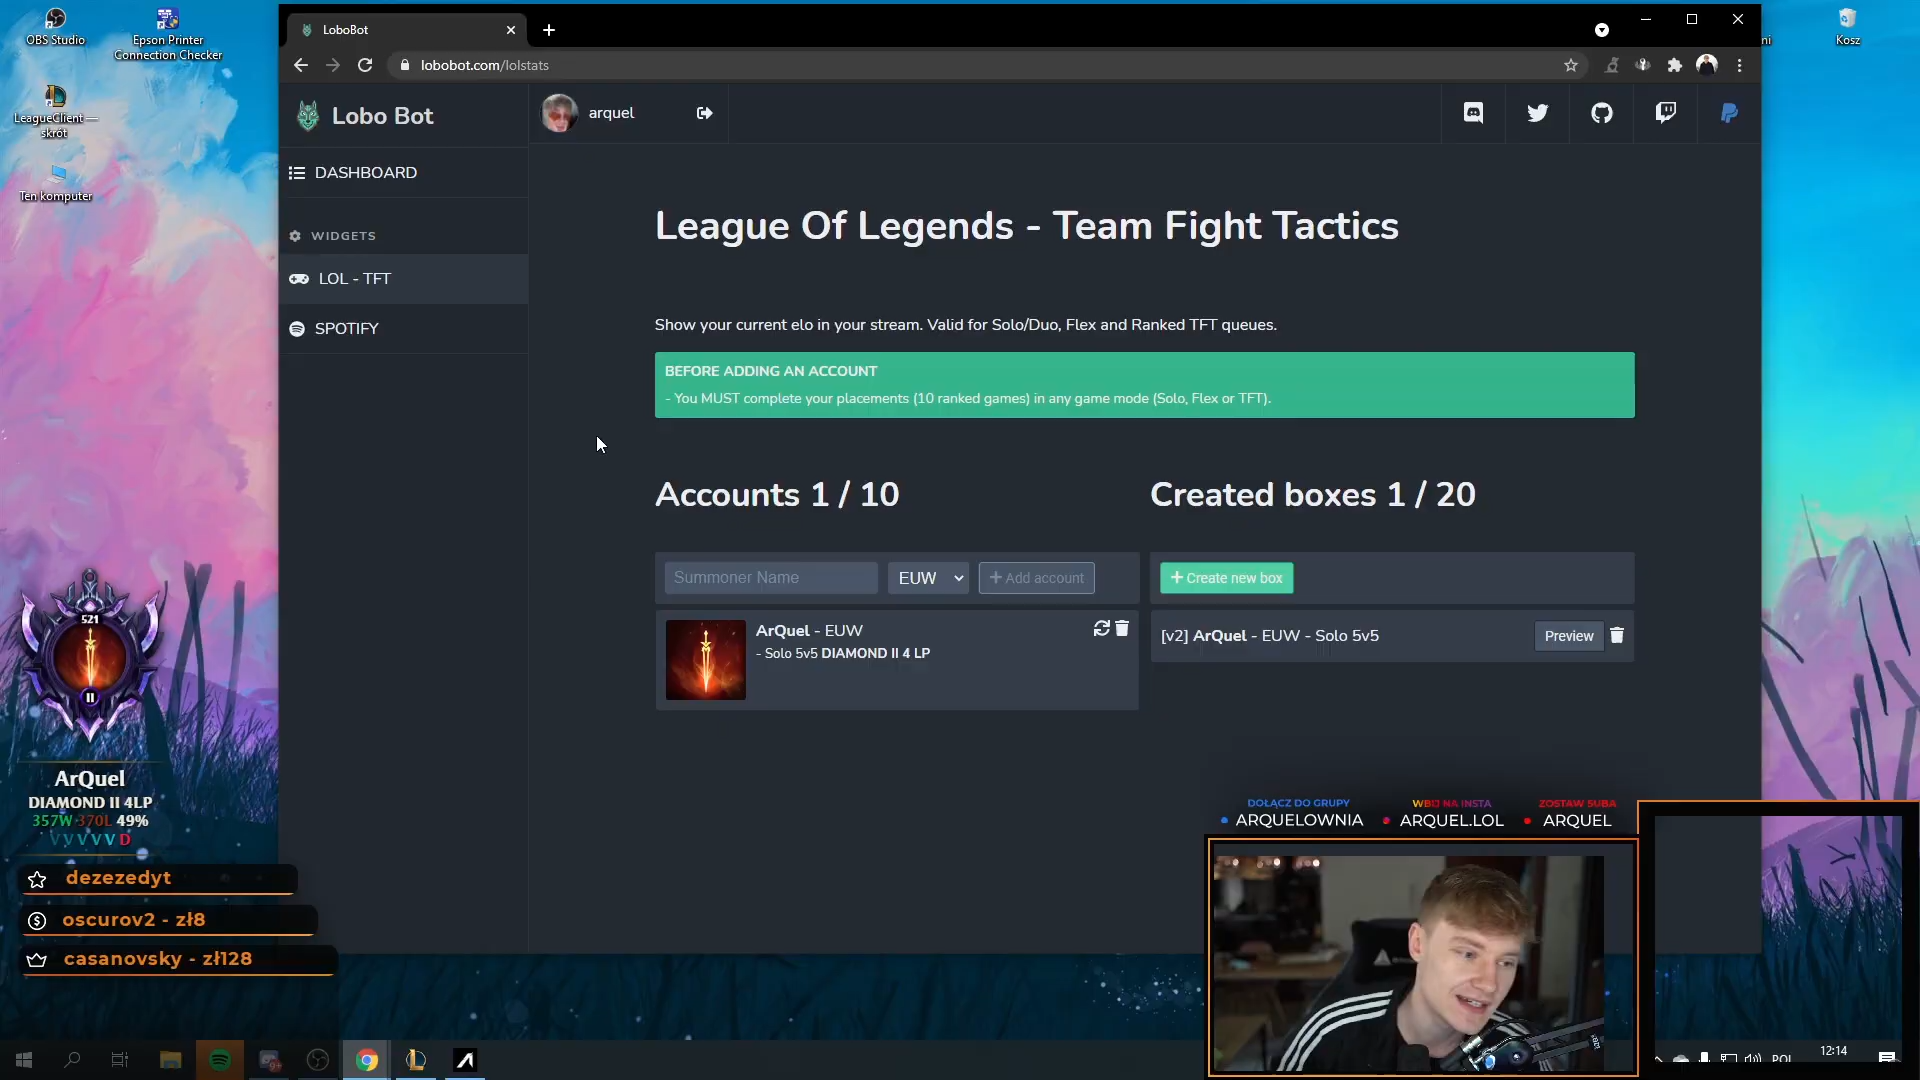 OBS Studio
Epson Printer
Connection Checker
LeagueClient —
skrót
Ten komputer
Kosz
LoboBot
lobobot.com/lolstats
Lobo Bot
arquel
DASHBOARD
WIDGETS
LOL - TFT
SPOTIFY
League Of Legends - Team Fight Tactics
Show your current elo in your stream. Valid for Solo/Duo, Flex and Ranked TFT queues.
BEFORE ADDING AN ACCOUNT
- You MUST complete your placements (10 ranked games) in any game mode (Solo, Flex or TFT).
Accounts 1 / 10
Created boxes 1 / 20
Summoner Name
EUW
+ Add account
+ Create new box
ArQuel - EUW
- Solo 5v5 DIAMOND II 4 LP
[v2] ArQuel - EUW - Solo 5v5
Preview
521
II
ArQuel
DIAMOND II 4LP
357W 370L 49%
V V V V V D
dezezedyt
oscurov2 - zł8
casanovsky - zł128
DOŁĄCZ DO GRUPY
ARQUELOWNIA
WBIJ NA INSTA
ARQUEL.LOL
ZOSTAW SUBA
ARQUEL
POL
12:14